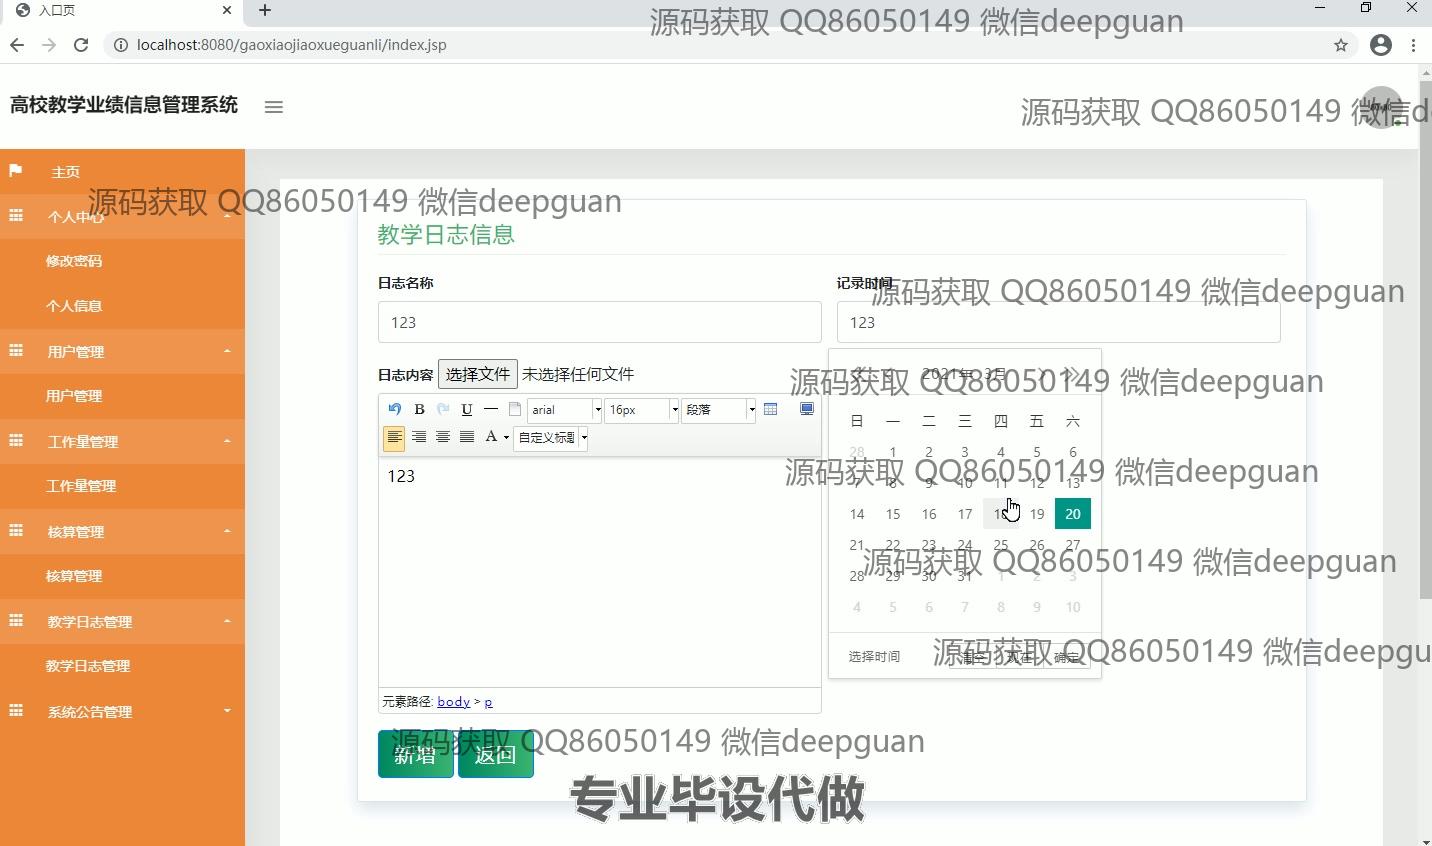 入口页
源码获取 QQ86050149 微信deepguan
localhost:8080/gaoxiaojiaoxueguanli/index.jsp
高校教学业绩信息管理系统
源码获取 QQ86050149 微信d
主页
源码获取 QQ86050149 微信deepguan
个人中心
教学日志信息
修改密码
日志名称
记录时间
源码获取 QQ86050149 微信deepguan
个人信息
123
123
用户管理
日志内容 选择文件 未选择任何文件
2021年 3月
源码获取 QQ86050149 微信deepguan
用户管理
B U arial 16px 段落
日 一 二 三 四 五 六
工作量管理
A 自定义标题
28 1 2 3 4 5 6
123
源码获取 QQ86050149 微信deepguan
7 8 9 10 11 12 13
工作量管理
14 15 16 17 18 19 20
核算管理
21 22 23 24 25 26 27
源码获取 QQ86050149 微信deepguan
核算管理
28 29 30 31 1 2 3
4 5 6 7 8 9 10
教学日志管理
选择时间 清空 现在 确定
源码获取 QQ86050149 微信deepgu
教学日志管理
元素路径: body > p
系统公告管理
源码获取 QQ86050149 微信deepguan
新增 返回
专业毕设代做